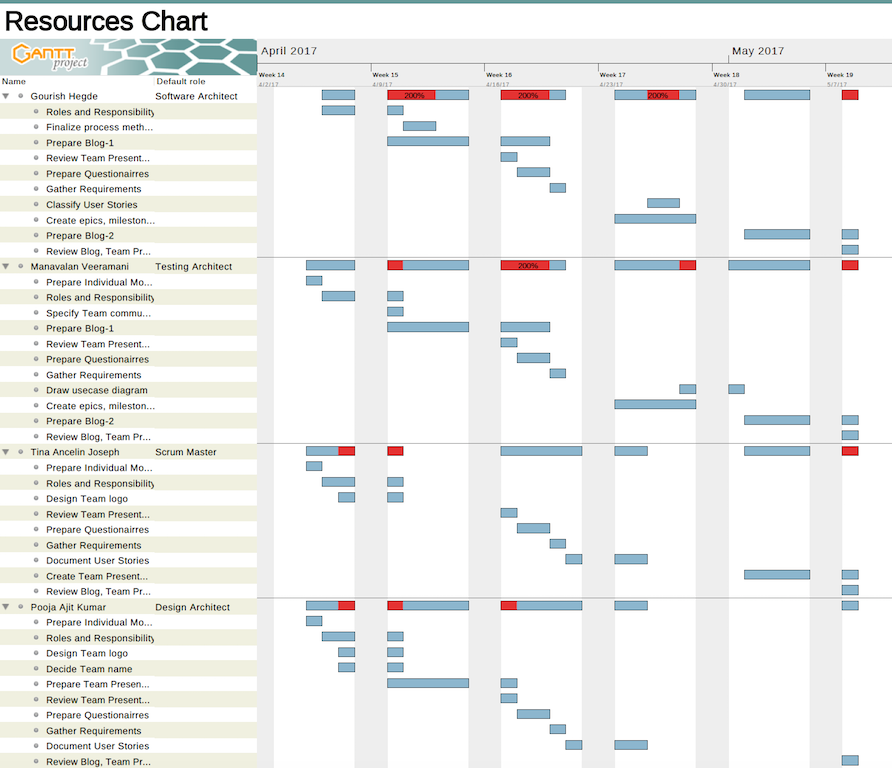 Resources Chart
GANTT project
April 2017 May 2017
Week 14 Week 15 Week 16 Week 17 Week 18 Week 19
4/2/17 4/9/17 4/16/17 4/23/17 4/30/17 5/7/17
Name Default role
Gourish Hegde Software Architect 200% 200% 200%
Roles and Responsibility
Finalize process meth...
Prepare Blog-1
Review Team Present...
Prepare Questionairres
Gather Requirements
Classify User Stories
Create epics, mileston...
Prepare Blog-2
Review Blog, Team Pr...
Manavalan Veeramani Testing Architect 200%
Prepare Individual Mo...
Roles and Responsibility
Specify Team commu...
Prepare Blog-1
Review Team Present...
Prepare Questionairres
Gather Requirements
Draw usecase diagram
Create epics, mileston...
Prepare Blog-2
Review Blog, Team Pr...
Tina Ancelin Joseph Scrum Master
Prepare Individual Mo...
Roles and Responsibility
Design Team logo
Review Team Present...
Prepare Questionairres
Gather Requirements
Document User Stories
Create Team Present...
Review Blog, Team Pr...
Pooja Ajit Kumar Design Architect
Prepare Individual Mo...
Roles and Responsibility
Design Team logo
Decide Team name
Prepare Team Presen...
Review Team Present...
Prepare Questionairres
Gather Requirements
Document User Stories
Review Blog, Team Pr...